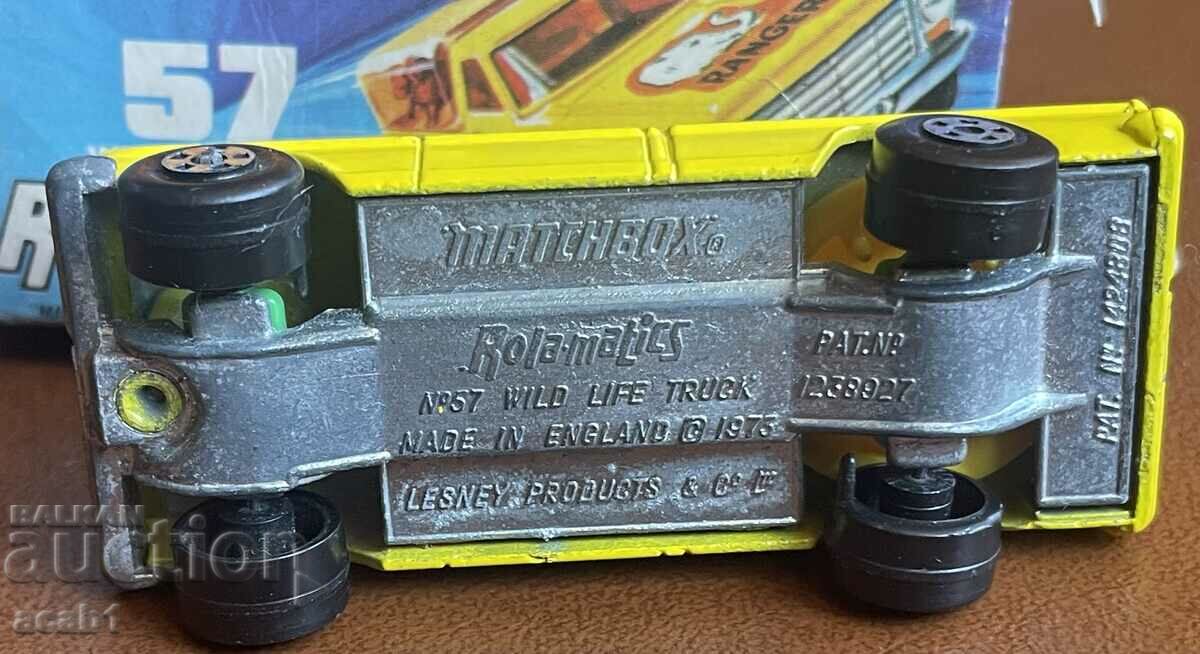 57
RANGER
R
MATCHBOX®
Rola-matics
Nº57 WILD LIFE TRUCK
MADE IN ENGLAND © 1973
LESNEY PRODUCTS & Cº Lᵀᴰ
PAT. Nº
1238927
PAT. Nº 1424808
BALKAN
auction
acab1